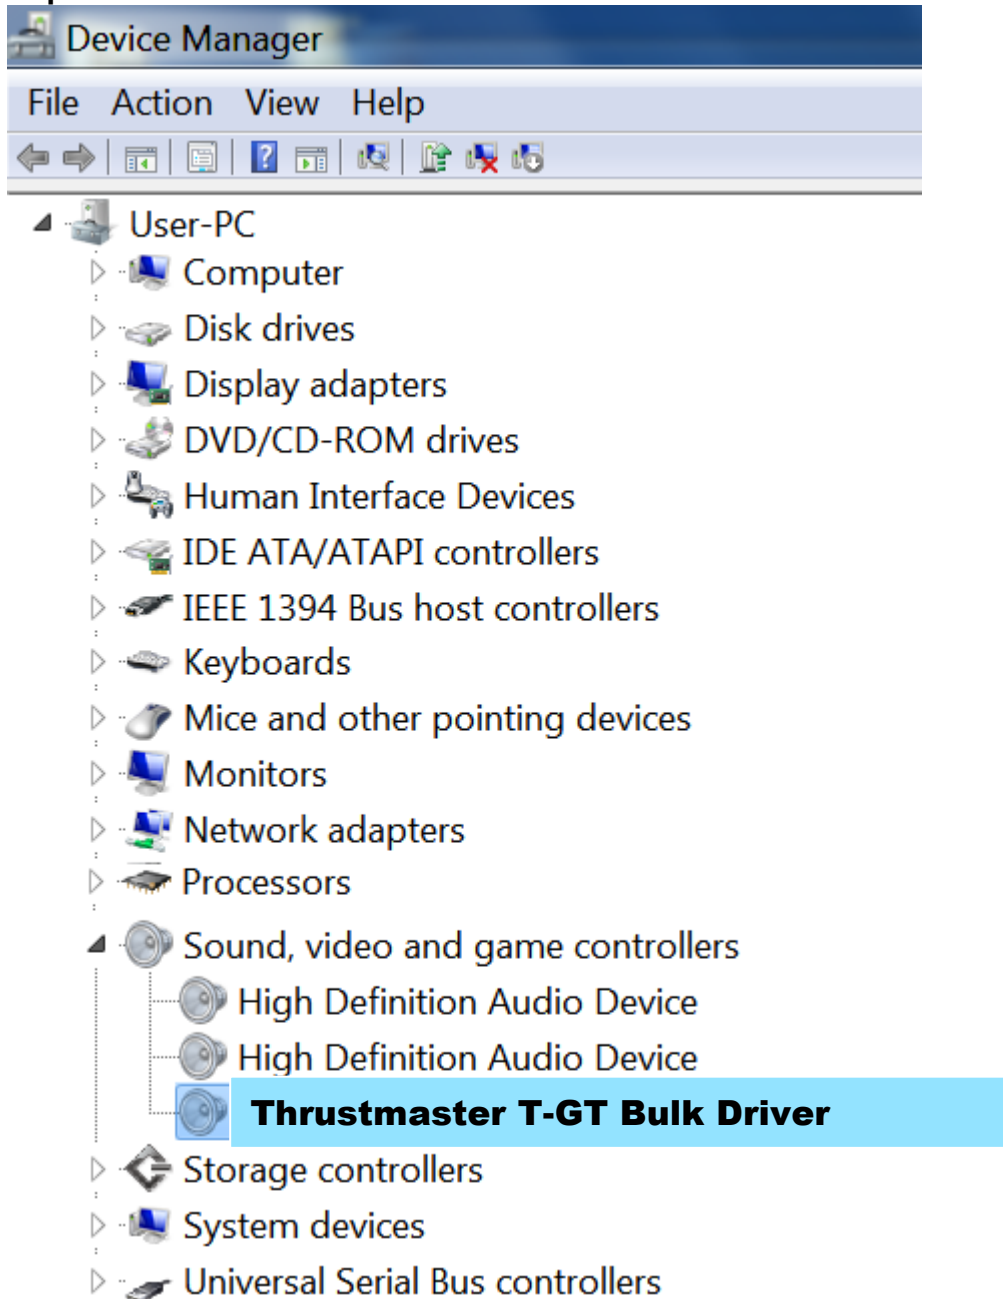 Device Manager
File Action View Help
User-PC
Computer
Disk drives
Display adapters
DVD/CD-ROM drives
Human Interface Devices
IDE ATA/ATAPI controllers
IEEE 1394 Bus host controllers
Keyboards
Mice and other pointing devices
Monitors
Network adapters
Processors
Sound, video and game controllers
High Definition Audio Device
High Definition Audio Device
Thrustmaster T-GT Bulk Driver
Storage controllers
System devices
Universal Serial Bus controllers